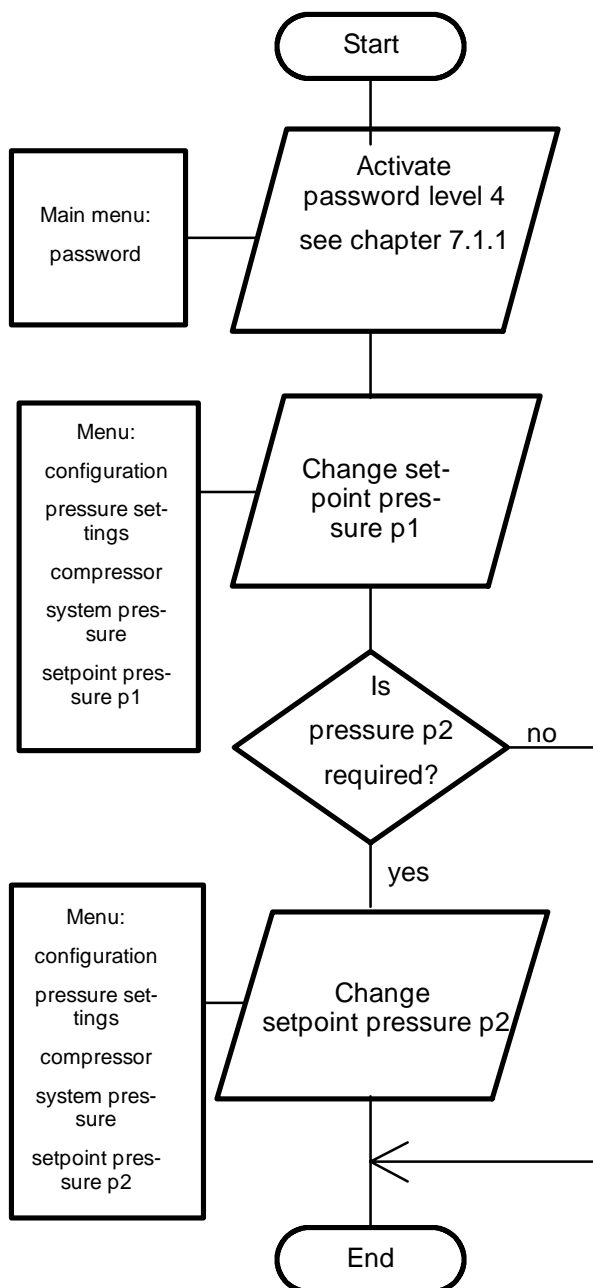 Start
Main menu:
password
Activate
password level 4
see chapter 7.1.1
Menu:
configuration
pressure set-
tings
compressor
system pres-
sure
setpoint pres-
sure p1
Change set-
point pres-
sure p1
Is
pressure p2
required?
no
yes
Menu:
configuration
pressure set-
tings
compressor
system pres-
sure
setpoint pres-
sure p2
Change
setpoint pressure p2
End